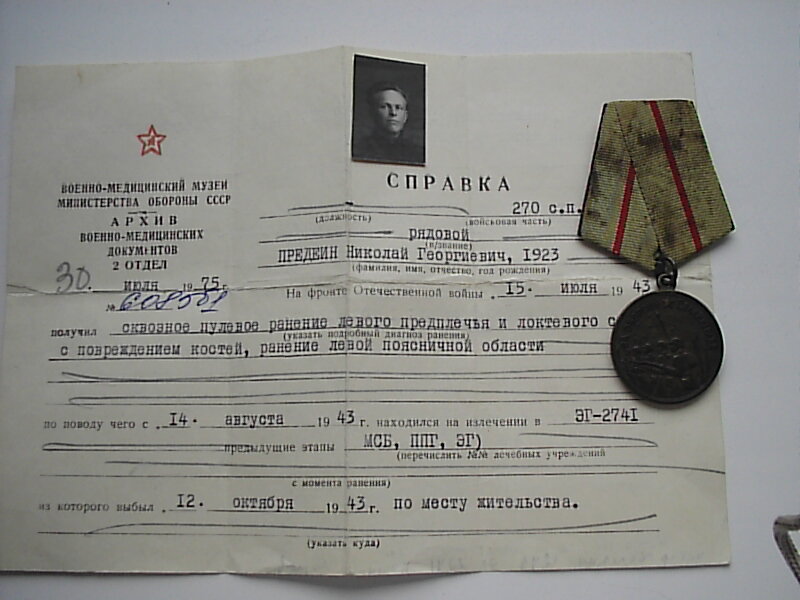 СПРАВКА
ВОЕННО-МЕДИЦИНСКИЙ МУЗЕЙ
МИНИСТЕРСТВА ОБОРОНЫ СССР
АРХИВ
ВОЕННО-МЕДИЦИНСКИХ
ДОКУМЕНТОВ
2 ОТДЕЛ
30. июля 1975 г.
№
270 с.п.
(должность) (войсковая часть)
рядовой
(в/звание)
ПРЕДЕИН Николай Георгиевич, 1923
(фамилия, имя, отчество, год рождения)
На фронте Отечественной войны 15. июля 1943
получил сквозное пулевое ранение левого предплечья и локтевого с
(указать подробный диагноз ранения)
с повреждением костей, ранение левой поясничной области
по поводу чего с 14. августа 1943 г. находился на излечении в ЭГ-2741
предыдущие этапы МСБ, ППГ, ЭГ)
(перечислить №№ лечебных учреждений
с момента ранения)
из которого выбыл 12. октября 1943 г. по месту жительства.
(указать куда)